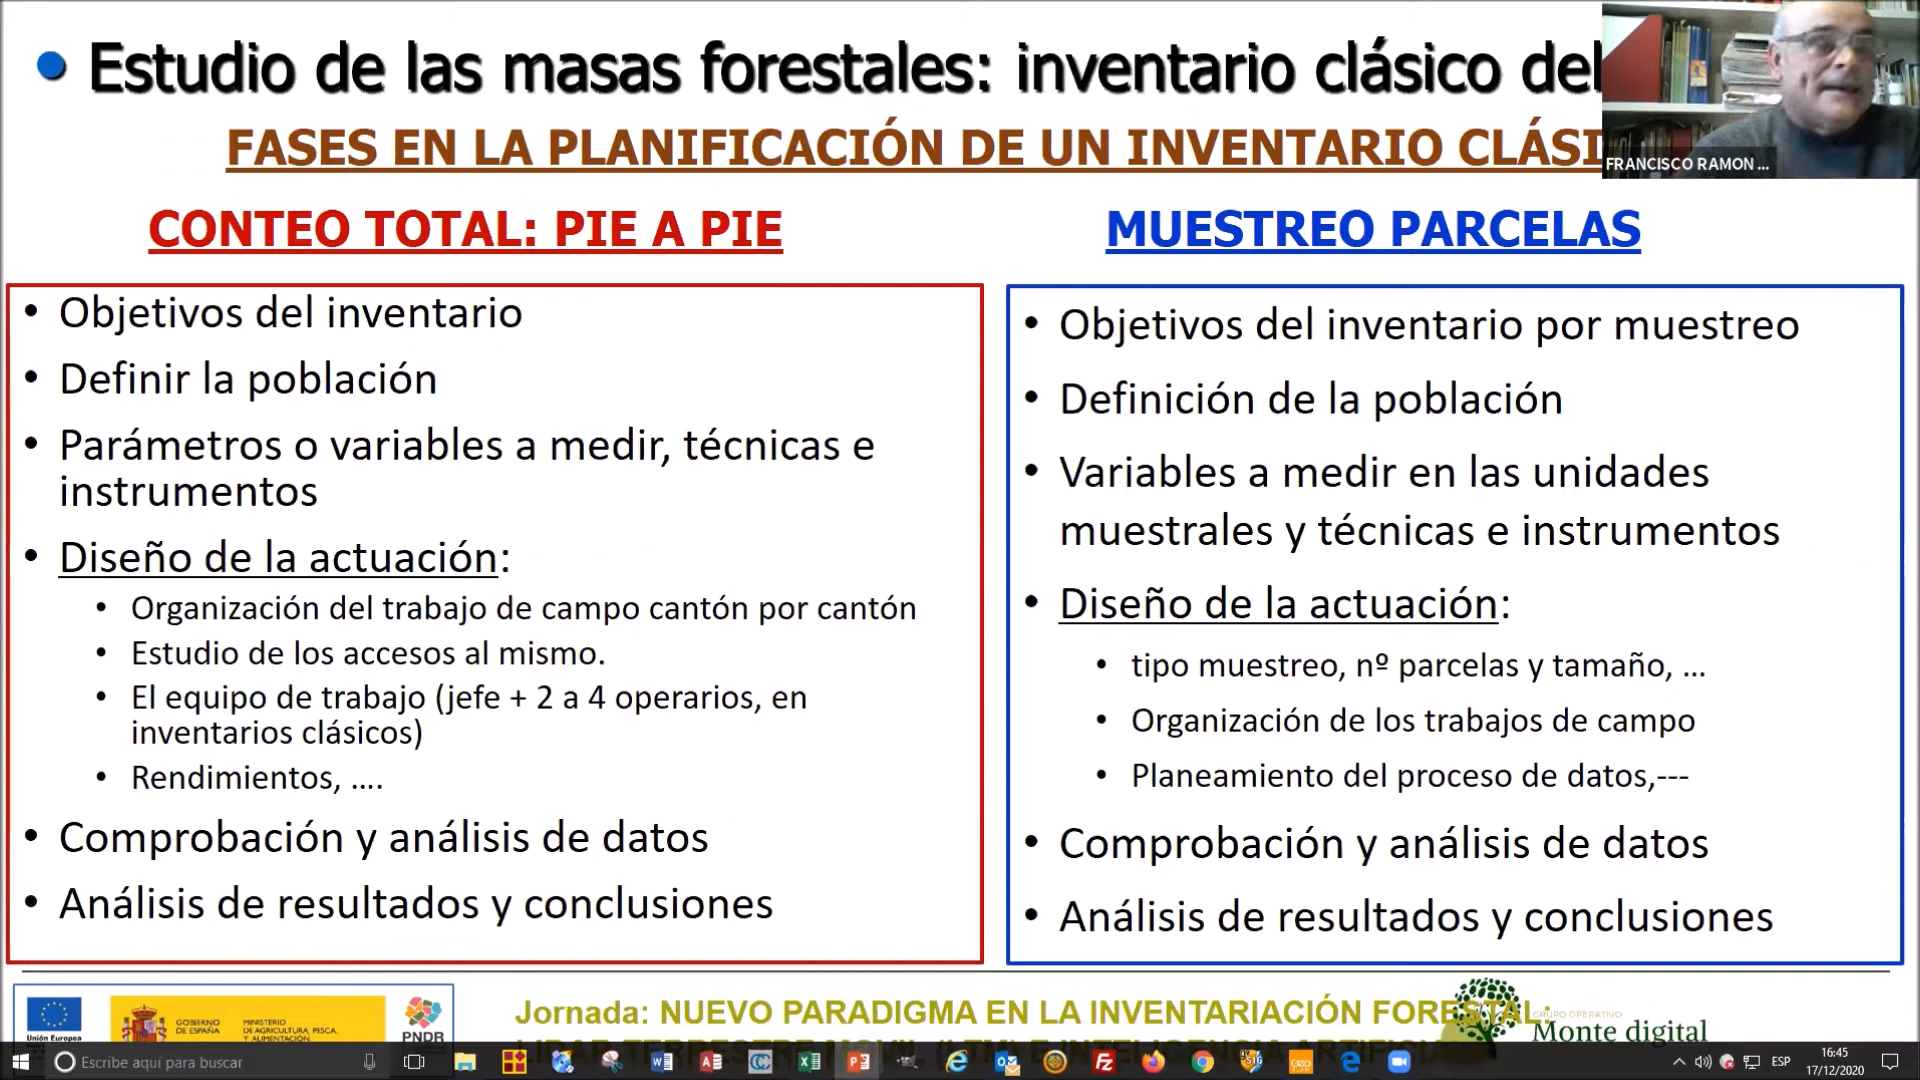 Estudio de las masas forestales: inventario clásico del
FASES EN LA PLANIFICACIÓN DE UN INVENTARIO CLÁSI
FRANCISCO RAMON ...
CONTEO TOTAL: PIE A PIE
• Objetivos del inventario
• Definir la población
• Parámetros o variables a medir, técnicas e
instrumentos
• Diseño de la actuación:
• Organización del trabajo de campo cantón por cantón
• Estudio de los accesos al mismo.
• El equipo de trabajo (jefe + 2 a 4 operarios, en
inventarios clásicos)
• Rendimientos, ....
• Comprobación y análisis de datos
• Análisis de resultados y conclusiones
MUESTREO PARCELAS
• Objetivos del inventario por muestreo
• Definición de la población
• Variables a medir en las unidades
muestrales y técnicas e instrumentos
• Diseño de la actuación:
• tipo muestreo, nº parcelas y tamaño, ...
• Organización de los trabajos de campo
• Planeamiento del proceso de datos,---
• Comprobación y análisis de datos
• Análisis de resultados y conclusiones
Unión Europea
GOBIERNO
DE ESPAÑA
MINISTERIO
DE AGRICULTURA, PESCA,
Y ALIMENTACIÓN
PNDR
Jornada: NUEVO PARADIGMA EN LA INVENTARIACIÓN FORESTAL:
GRUPO OPERATIVO
Monte digital
Escribe aquí para buscar
ESP
16:45
17/12/2020